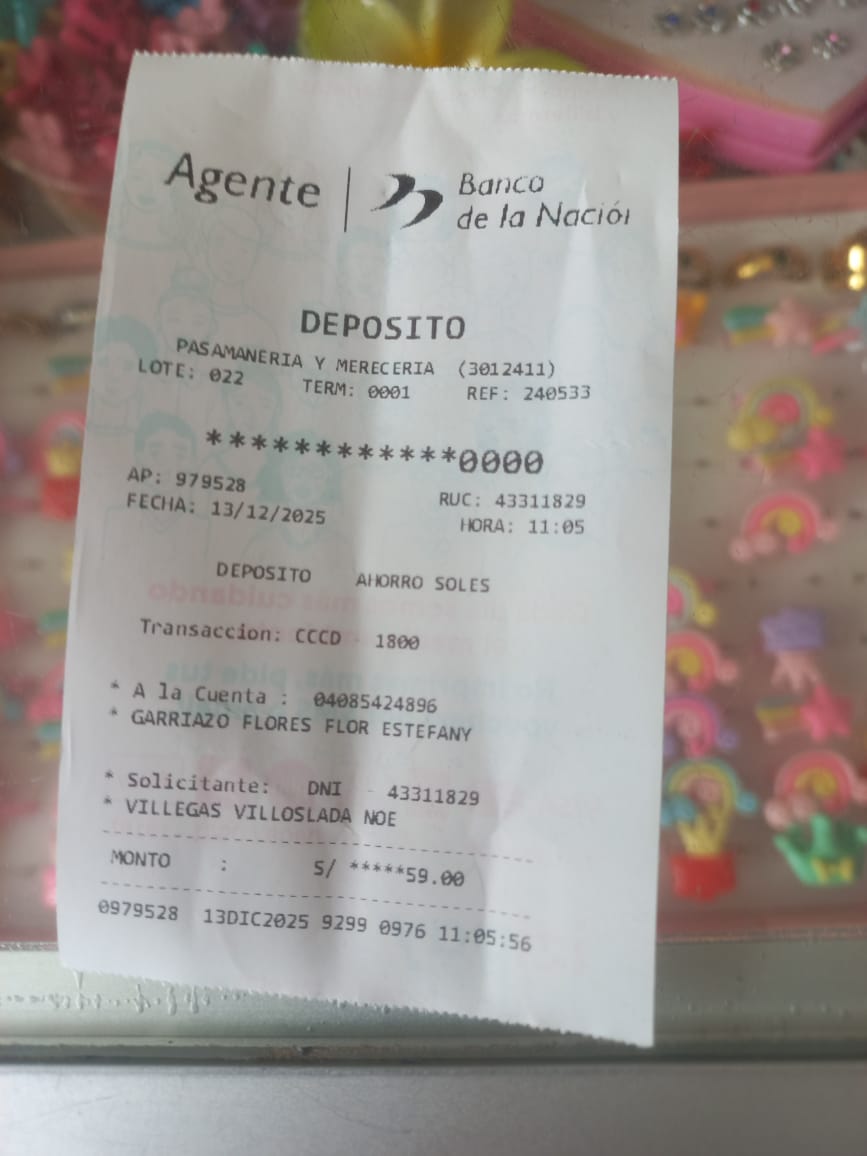 Agente | Banco
de la Nación
DEPOSITO
PASAMANERIA Y MERECERIA (3012411)
LOTE: 022 TERM: 0001 REF: 240533
************0000
AP: 979528 RUC: 43311829
FECHA: 13/12/2025 HORA: 11:05
DEPOSITO AHORRO SOLES
Transaccion: CCCD - 1800
* A la Cuenta : 04085424896
* GARRIAZO FLORES FLOR ESTEFANY
* Solicitante: DNI - 43311829
* VILLEGAS VILLOSLADA NOE
MONTO : S/ *****59.00
0979528 13DIC2025 9299 0976 11:05:56